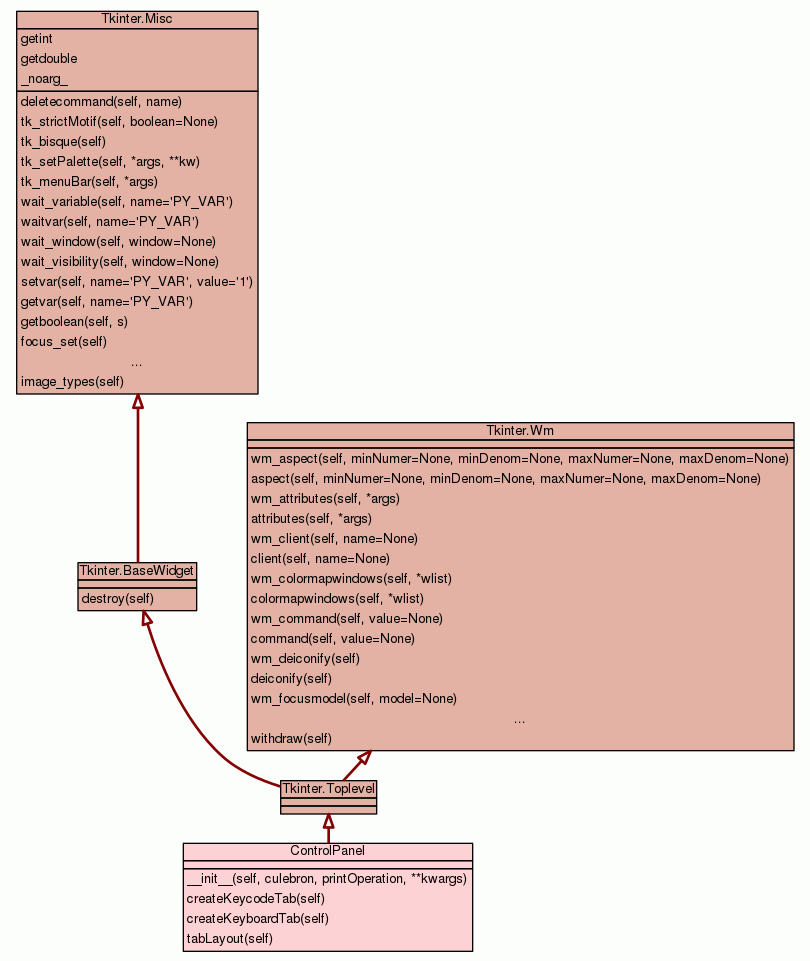 Tkinter.Misc
getint
getdouble
_noarg_
deletecommand(self, name)
tk_strictMotif(self, boolean=None)
tk_bisque(self)
tk_setPalette(self, *args, **kw)
tk_menuBar(self, *args)
wait_variable(self, name='PY_VAR')
waitvar(self, name='PY_VAR')
wait_window(self, window=None)
wait_visibility(self, window=None)
setvar(self, name='PY_VAR', value='1')
getvar(self, name='PY_VAR')
getboolean(self, s)
focus_set(self)
...
image_types(self)
Tkinter.Wm
wm_aspect(self, minNumer=None, minDenom=None, maxNumer=None, maxDenom=None)
aspect(self, minNumer=None, minDenom=None, maxNumer=None, maxDenom=None)
wm_attributes(self, *args)
attributes(self, *args)
wm_client(self, name=None)
client(self, name=None)
wm_colormapwindows(self, *wlist)
colormapwindows(self, *wlist)
wm_command(self, value=None)
command(self, value=None)
wm_deiconify(self)
deiconify(self)
wm_focusmodel(self, model=None)
...
withdraw(self)
Tkinter.BaseWidget
destroy(self)
Tkinter.Toplevel
ControlPanel
__init__(self, culebron, printOperation, **kwargs)
createKeycodeTab(self)
createKeyboardTab(self)
tabLayout(self)